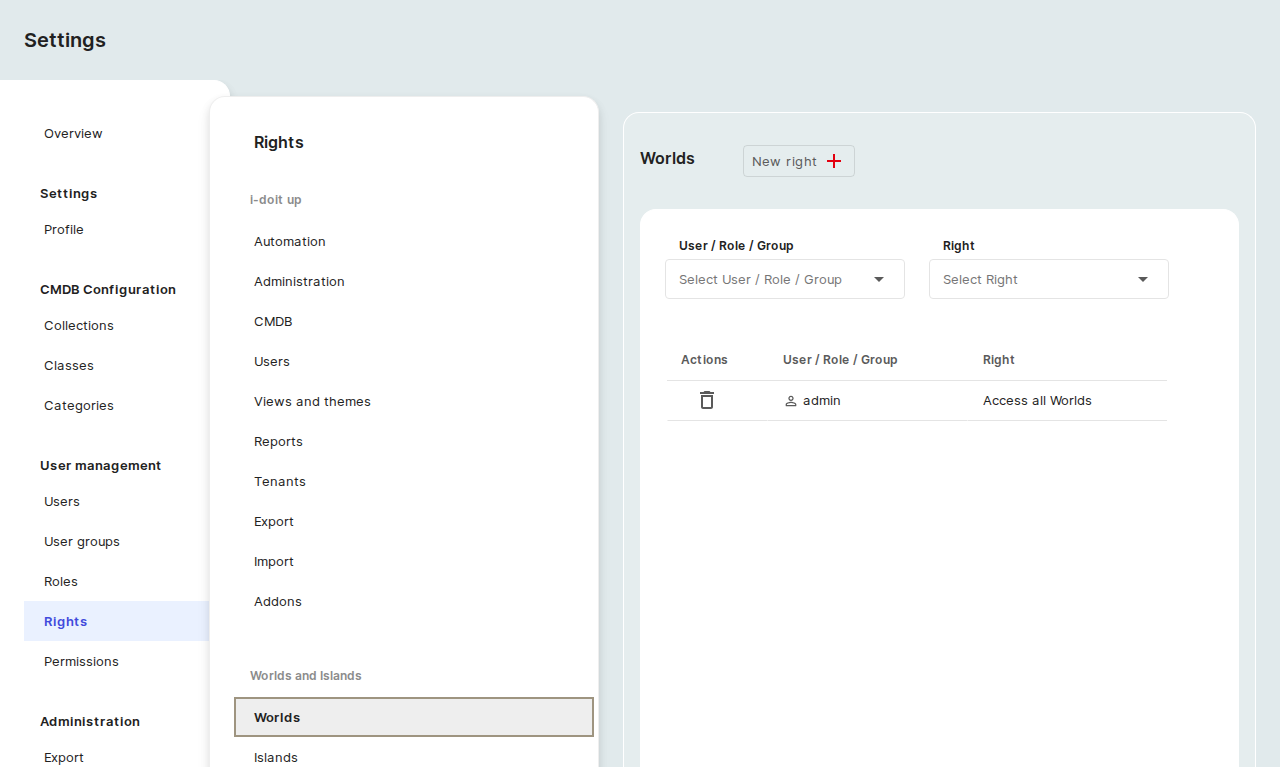 Settings
Overview
Settings
Profile
CMDB Configuration
Collections
Classes
Categories
User management
Users
User groups
Roles
Rights
Permissions
Administration
Export
Rights
i-doit up
Automation
Administration
CMDB
Users
Views and themes
Reports
Tenants
Export
Import
Addons
Worlds and Islands
Worlds
Islands
Worlds
New right
User / Role / Group Right
Select User / Role / Group Select Right
Actions User / Role / Group Right
admin Access all Worlds